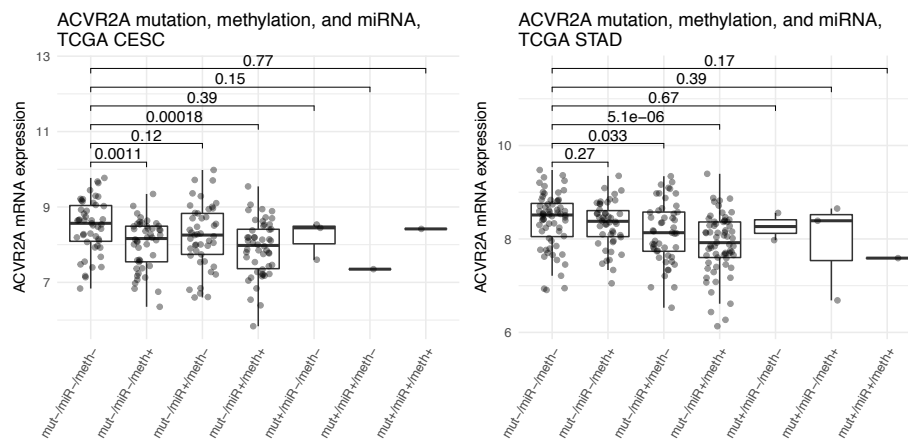 ACVR2A mutation, methylation, and miRNA,
TCGA CESC
ACVR2A mRNA expression
13
11
9
7
0.77
0.15
0.39
0.00018
0.12
0.0011
mut−/miR−/meth−
mut−/miR−/meth+
mut−/miR+/meth−
mut−/miR+/meth+
mut+/miR−/meth−
mut+/miR+/meth−
mut+/miR+/meth+
ACVR2A mutation, methylation, and miRNA,
TCGA STAD
ACVR2A mRNA expression
10
8
6
0.17
0.39
0.67
5.1e−06
0.033
0.27
mut−/miR−/meth−
mut−/miR−/meth+
mut−/miR+/meth−
mut−/miR+/meth+
mut+/miR−/meth−
mut+/miR−/meth+
mut+/miR+/meth+